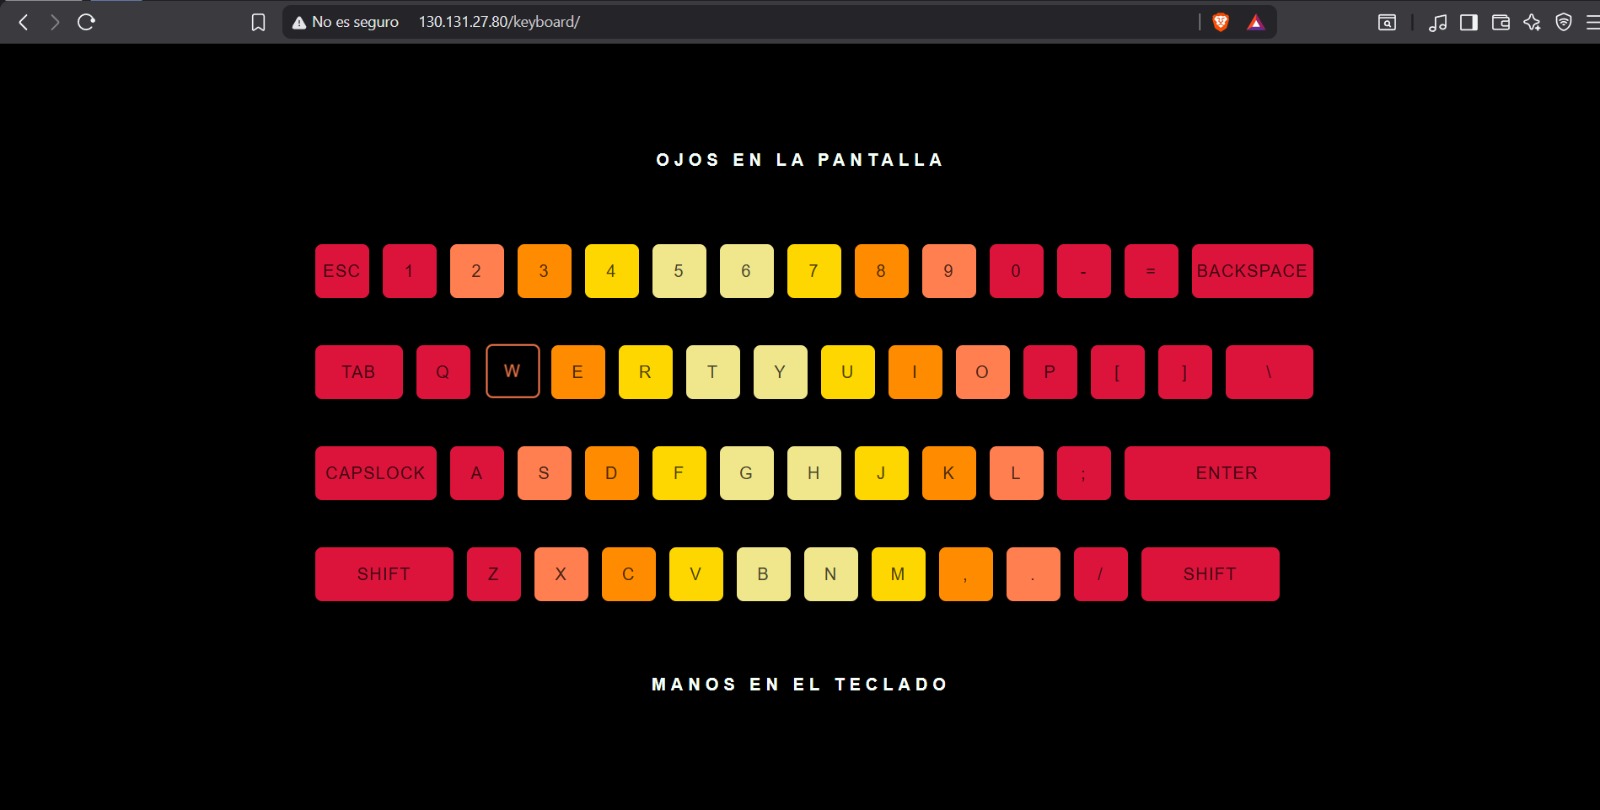 No es seguro 130.131.27.80/keyboard/
OJOS EN LA PANTALLA
ESC 1 2 3 4 5 6 7 8 9 0 - = BACKSPACE
TAB Q W E R T Y U I O P [ ] \
CAPSLOCK A S D F G H J K L ; ENTER
SHIFT Z X C V B N M , . / SHIFT
MANOS EN EL TECLADO